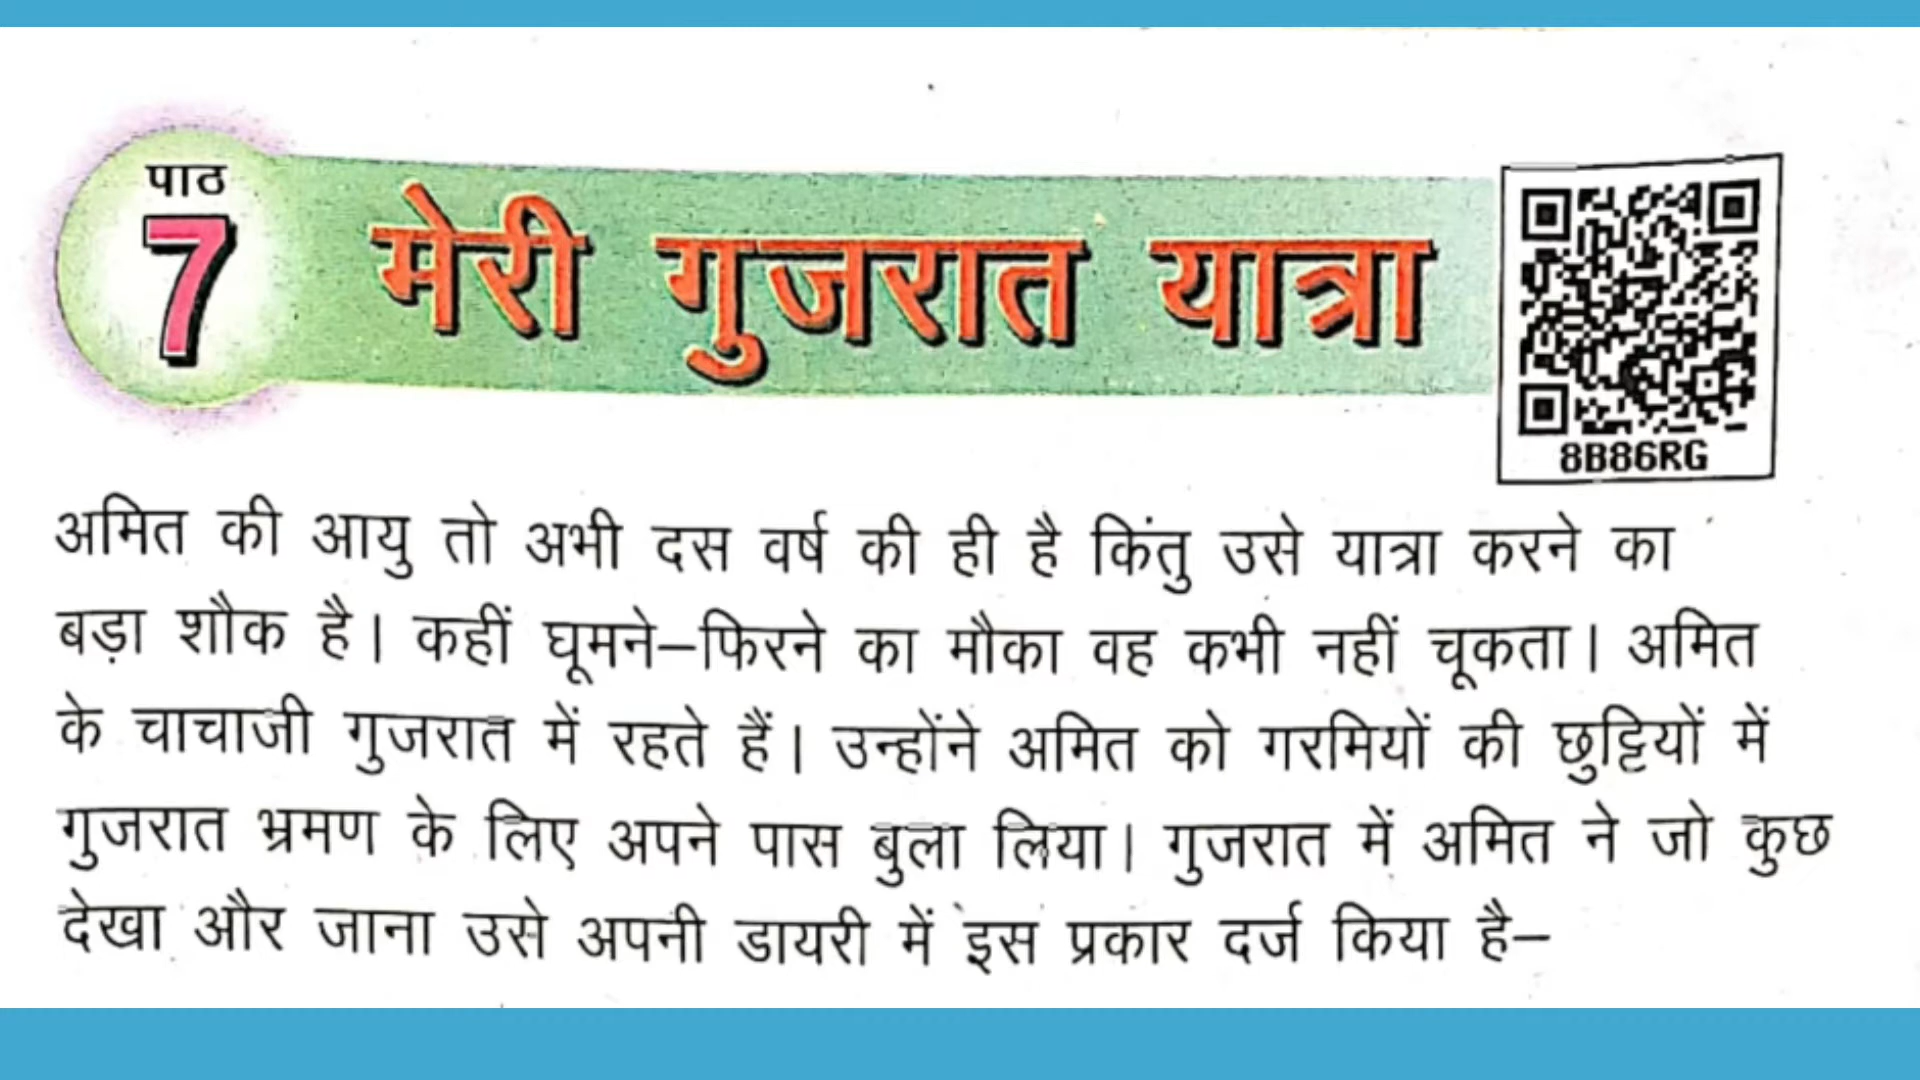 पाठ
7
मेरी गुजरात यात्रा
8B86RG
अमित की आयु तो अभी दस वर्ष की ही है किंतु उसे यात्रा करने का
बड़ा शौक है। कहीं घूमने–फिरने का मौका वह कभी नहीं चूकता। अमित
के चाचाजी गुजरात में रहते हैं। उन्होंने अमित को गरमियों की छुट्टियों में
गुजरात भ्रमण के लिए अपने पास बुला लिया। गुजरात में अमित ने जो कुछ
देखा और जाना उसे अपनी डायरी में इस प्रकार दर्ज किया है–